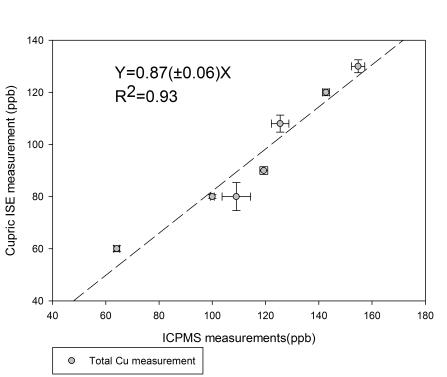 Y=0.87(±0.06)X
R2=0.93
Cupric ISE measurement (ppb)
140
120
100
80
60
40
40 60 80 100 120 140 160 180
ICPMS measurements(ppb)
Total Cu measurement